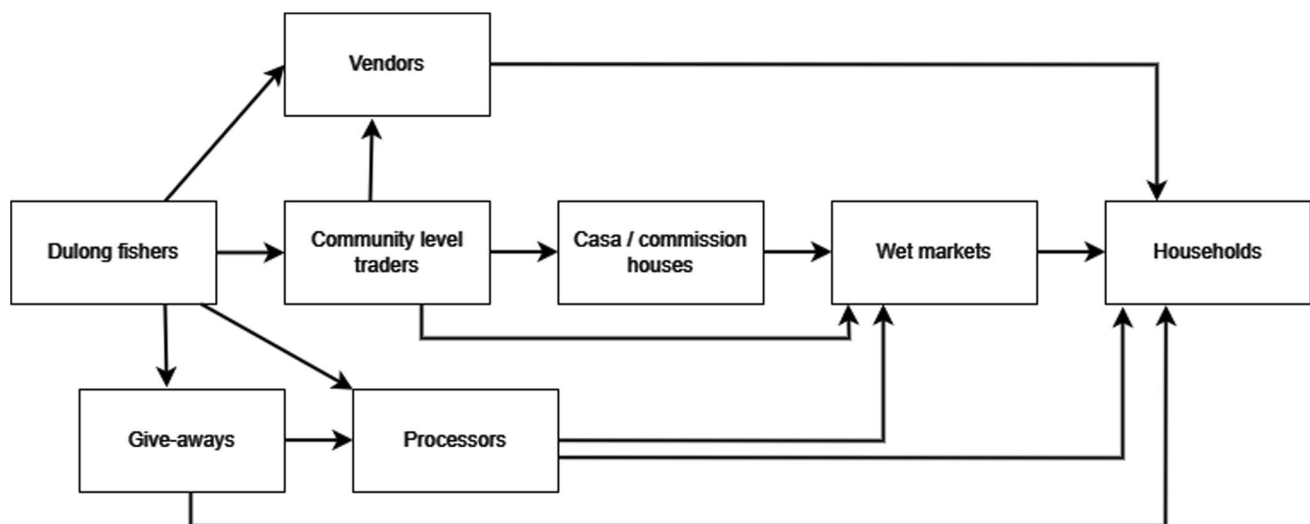 Vendors
Dulong fishers
Community level
traders
Casa / commission
houses
Wet markets
Households
Give-aways
Processors